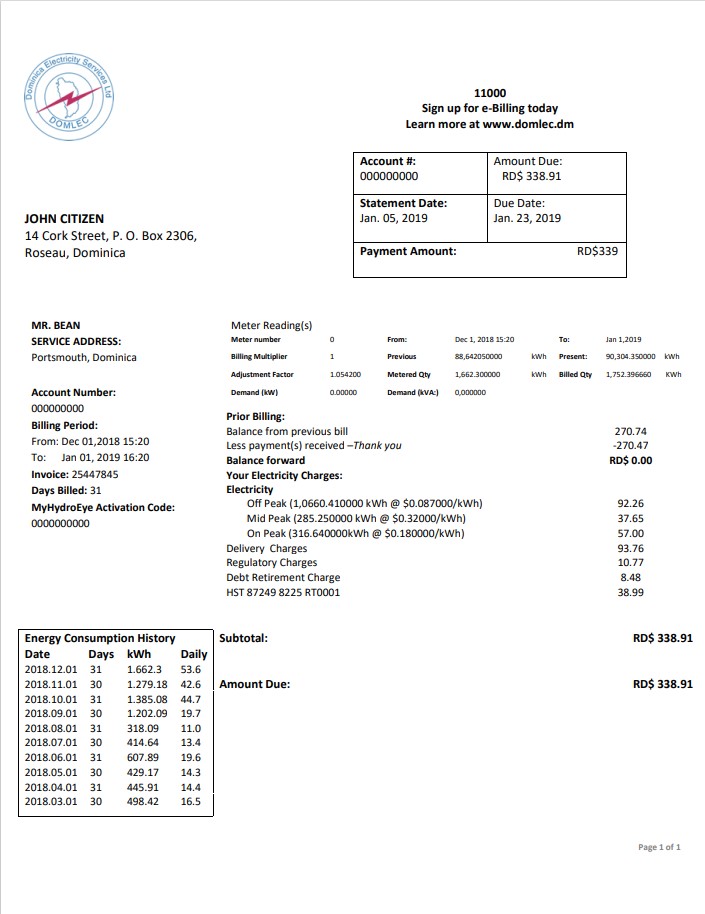 Dominica Electricity Services Ltd
DOMLEC
11000
Sign up for e-Billing today
Learn more at www.domlec.dm
Account #:
000000000
Amount Due:
RD$ 338.91
Statement Date:
Jan. 05, 2019
Due Date:
Jan. 23, 2019
Payment Amount: RD$339
JOHN CITIZEN
14 Cork Street, P. O. Box 2306,
Roseau, Dominica
MR. BEAN
SERVICE ADDRESS:
Portsmouth, Dominica
Account Number:
000000000
Billing Period:
From: Dec 01,2018 15:20
To: Jan 01, 2019 16:20
Invoice: 25447845
Days Billed: 31
MyHydroEye Activation Code:
0000000000
Meter Reading(s)
Meter number 0 From: Dec 1, 2018 15:20 To: Jan 1,2019
Billing Multiplier 1 Previous 88,642050000 kWh Present: 90,304.350000 kWh
Adjustment Factor 1.054200 Metered Qty 1,662.300000 kWh Billed Qty 1,752.396660 KWh
Demand (kW) 0.00000 Demand (kVA:) 0,000000
Prior Billing:
Balance from previous bill 270.74
Less payment(s) received –Thank you -270.47
Balance forward RD$ 0.00
Your Electricity Charges:
Electricity
Off Peak (1,0660.410000 kWh @ $0.087000/kWh) 92.26
Mid Peak (285.250000 kWh @ $0.32000/kWh) 37.65
On Peak (316.640000kWh @ $0.180000/kWh) 57.00
Delivery Charges 93.76
Regulatory Charges 10.77
Debt Retirement Charge 8.48
HST 87249 8225 RT0001 38.99
Energy Consumption History
Date Days kWh Daily
2018.12.01 31 1.662.3 53.6
2018.11.01 30 1.279.18 42.6
2018.10.01 31 1.385.08 44.7
2018.09.01 30 1.202.09 19.7
2018.08.01 31 318.09 11.0
2018.07.01 30 414.64 13.4
2018.06.01 31 607.89 19.6
2018.05.01 30 429.17 14.3
2018.04.01 31 445.91 14.4
2018.03.01 30 498.42 16.5
Subtotal: RD$ 338.91
Amount Due: RD$ 338.91
Page 1 of 1